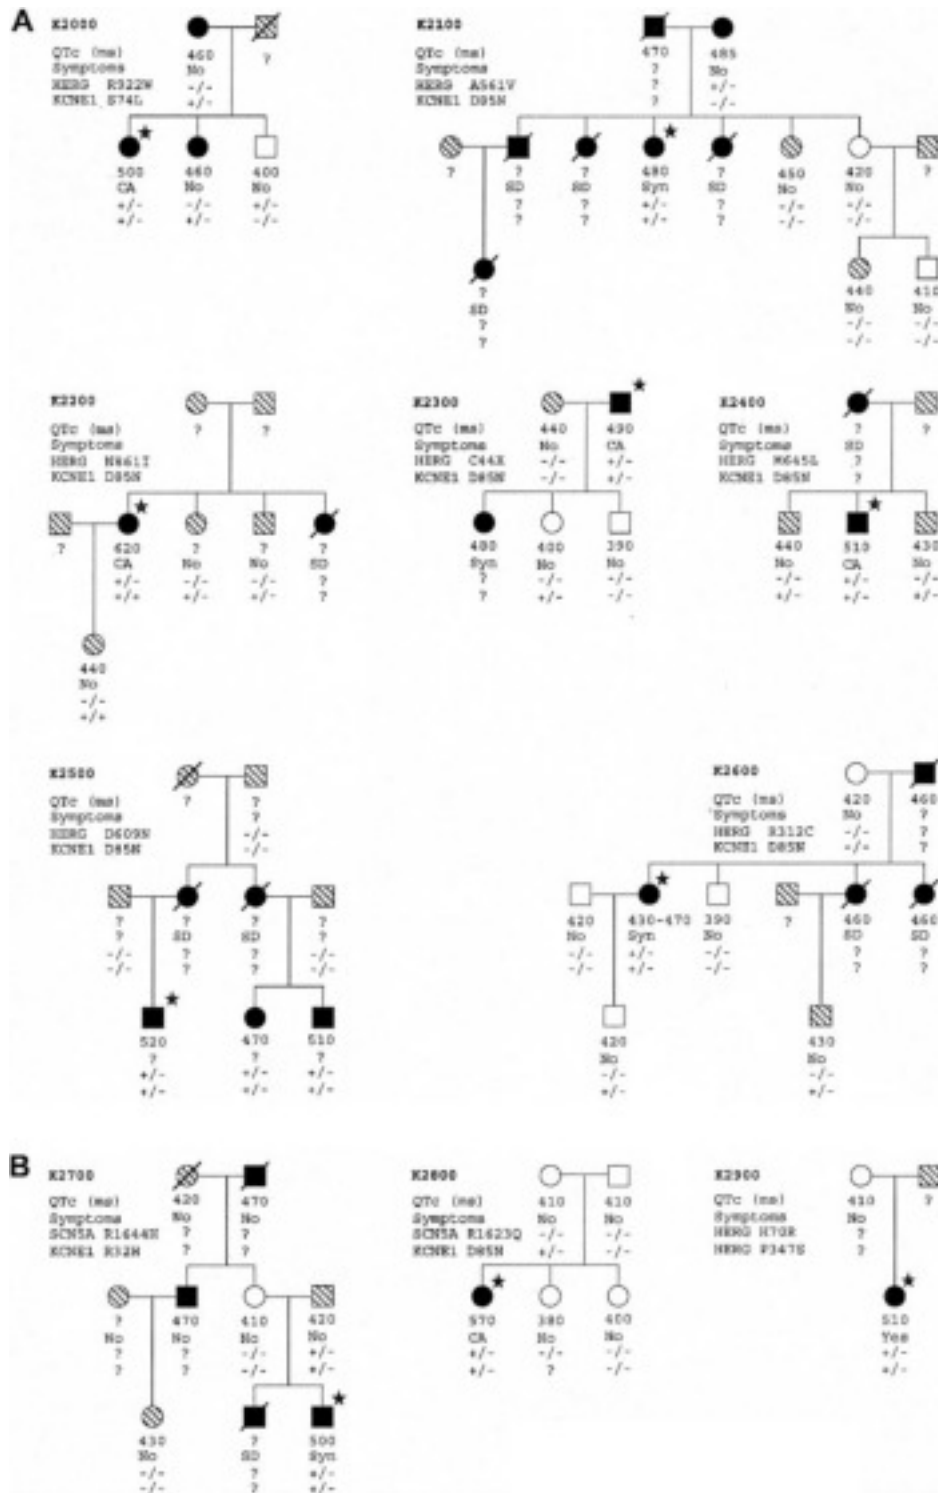 A
K2000
QTc (ms)
Symptoms
HERG R922W
KCNE1 S74L
460 ?
No
-/-
+/-
500 460 400
CA No No
+/- -/- +/-
+/- +/- -/-
K2100
QTc (ms)
Symptoms
HERG A561V
KCNE1 D85N
470 485
? No
? -/-
? +/-
? ? ? 480 ? 450 420 ?
SD SD Syn SD No No
? ? +/- ? -/- -/-
? ? +/- ? -/- -/-
? 440 410
SD No No
? -/- -/-
? -/- -/-
K2200
QTc (ms)
Symptoms
HERG N861I
KCNE1 D85N
? ?
? 620 ? ? ?
CA No No SD
+/- -/- -/- ?
+/+ +/- +/- ?
440
No
-/-
+/+
K2300
QTc (ms)
Symptoms
HERG C44X
KCNE1 D85N
440 490
No CA
-/- +/-
-/- +/-
480 400 390
Syn No No
? -/- -/-
? +/- -/-
K2400
QTc (ms)
Symptoms
HERG M645L
KCNE1 D85N
? ?
SD
?
?
440 510 430
No CA No
-/- +/- -/-
+/- +/- +/-
K2500
QTc (ms)
Symptoms
HERG D609N
KCNE1 D85N
? ?
?
-/-
-/-
? ? ? ?
? SD SD ?
-/- ? ? -/-
-/- ? ? -/-
520 470 510
? ? ?
+/- +/- +/-
+/- +/- +/-
K2600
QTc (ms)
Symptoms
HERG R312C
KCNE1 D85N
420 460
No ?
-/- ?
-/- ?
420 430-470 390 ? 460 460
No Syn No SD SD
-/- +/- -/- ? ?
-/- +/- -/- ? ?
420 430
No No
-/- -/-
+/- +/-
B
K2700
QTc (ms)
Symptoms
SCN5A R1644H
KCNE1 R32H
420 470
No No
? ?
? ?
? 470 410 420
No No No No
? ? -/- +/-
? ? -/- +/-
430 ? 500
No SD Syn
-/- ? +/-
-/- ? +/-
K2800
QTc (ms)
Symptoms
SCN5A R1623Q
KCNE1 D85N
410 410
No No
-/- -/-
+/- -/-
570 380 400
CA No No
+/- -/- -/-
+/- ? -/-
K2900
QTc (ms)
Symptoms
HERG H70R
HERG P347S
410 ?
No
?
?
510
Yes
+/-
+/-